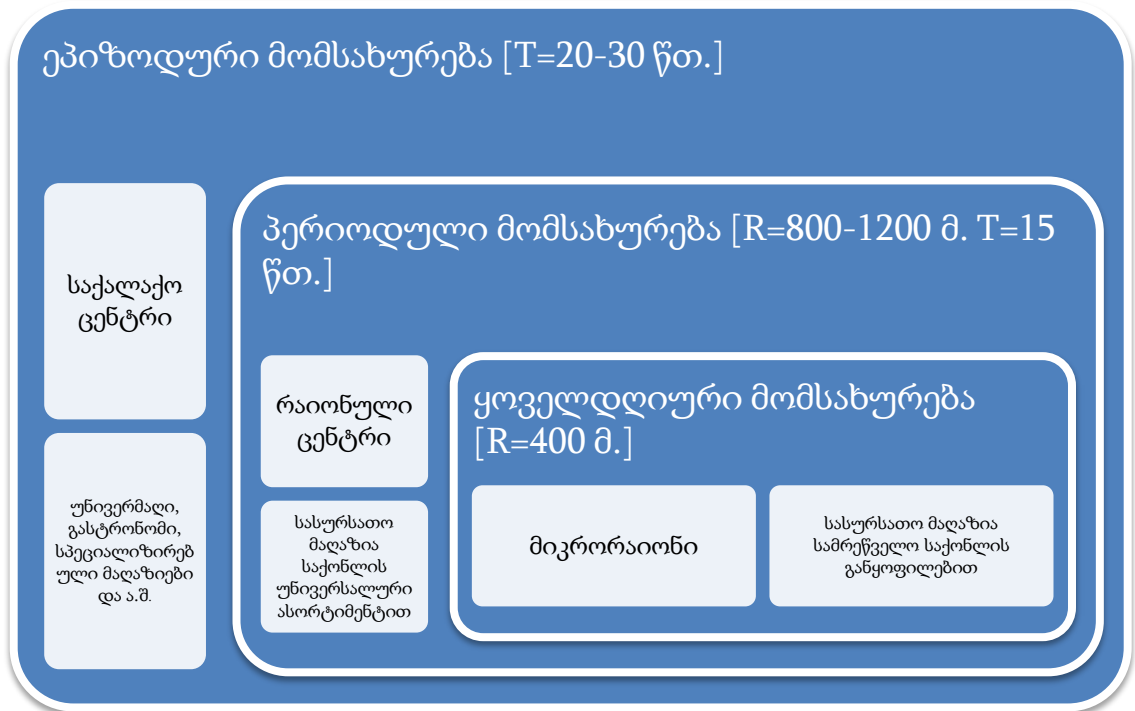 ეპიზოდური მომსახურება [T=20-30 წთ.]
საქალაქო
ცენტრი
უნივერმაღი,
გასტრონომი,
სპეციალიზირებ
ული მაღაზიები
და ა.შ.
პერიოდული მომსახურება [R=800-1200 მ. T=15
წთ.]
რაიონული
ცენტრი
სასურსათო
მაღაზია
საქონლის
უნივერსალური
ასორტიმენტით
ყოველდღიური მომსახურება
[R=400 მ.]
მიკრორაიონი
სასურსათო მაღაზია
სამრეწველო საქონლის
განყოფილებით